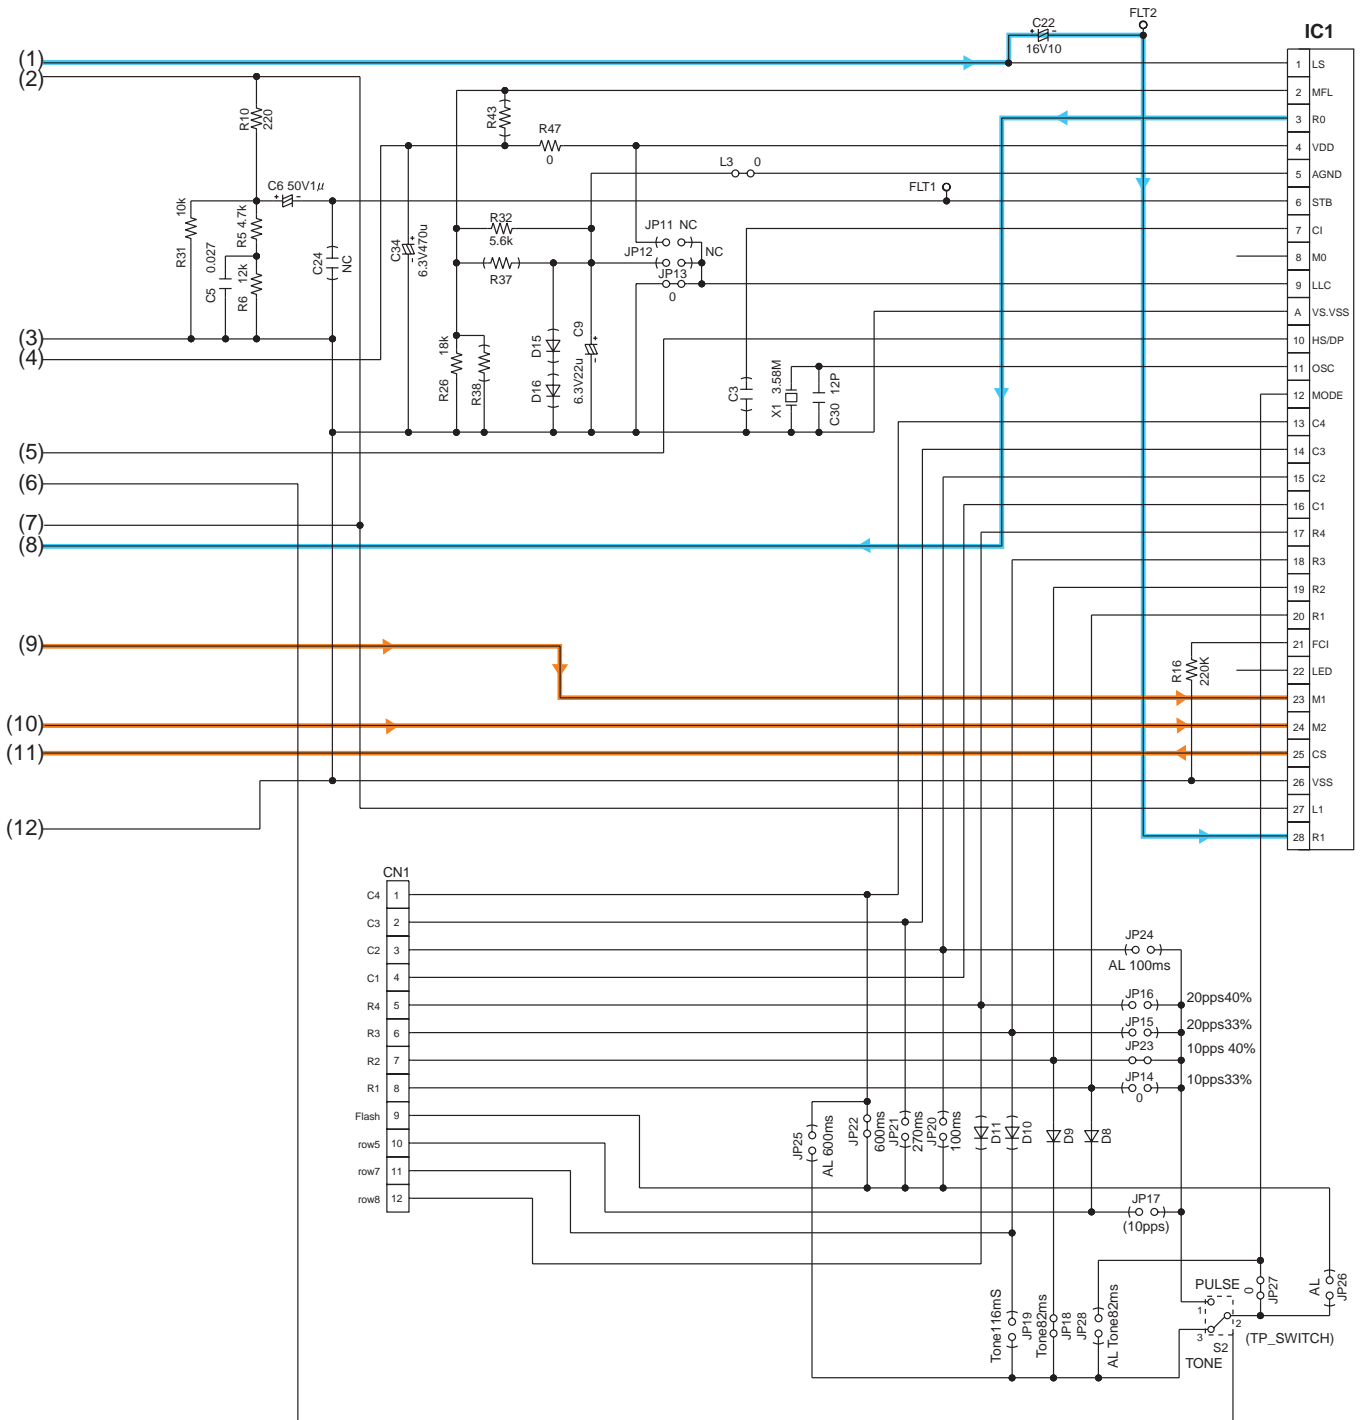 FLT2
C22
16V10
IC1
(1)
(2)
1 LS
2 MFL
3 R0
4 VDD
5 AGND
6 STB
7 CI
8 M0
9 LLC
A VS.VSS
10 HS/DP
11 OSC
12 MODE
13 C4
14 C3
15 C2
16 C1
17 R4
18 R3
19 R2
20 R1
21 FCI
22 LED
23 M1
24 M2
25 CS
26 VSS
27 L1
28 R1
R10
220
R43
R47
0
L3 0
FLT1
C6 50V1μ
+ -
10k
R31
R5 4.7k
0.027
C5
12k
R6
C24
NC
C34
6.3V470u
R32
5.6k
R37
JP11 NC
JP12
NC
JP13
0
18k
R26
R38
D15
D16
C9
6.3V22u
C3
X1 3.58M
C30 12P
(3)
(4)
(5)
(6)
(7)
(8)
(9)
(10)
(11)
(12)
R16
220K
CN1
C4 1
C3 2
C2 3
C1 4
R4 5
R3 6
R2 7
R1 8
Flash 9
row5 10
row7 11
row8 12
JP24
AL 100ms
JP16
20pps40%
JP15
20pps33%
JP23
10pps 40%
JP14
0
10pps33%
JP25
AL 600ms
JP22
600ms
JP21
270ms
JP20
100ms
D11
D10
D9
D8
JP17
(10pps)
Tone116mS
JP19
Tone82ms
JP18
JP28
AL Tone82ms
PULSE
1
2
3
S2
TONE
(TP_SWITCH)
0
JP27
AL
JP26